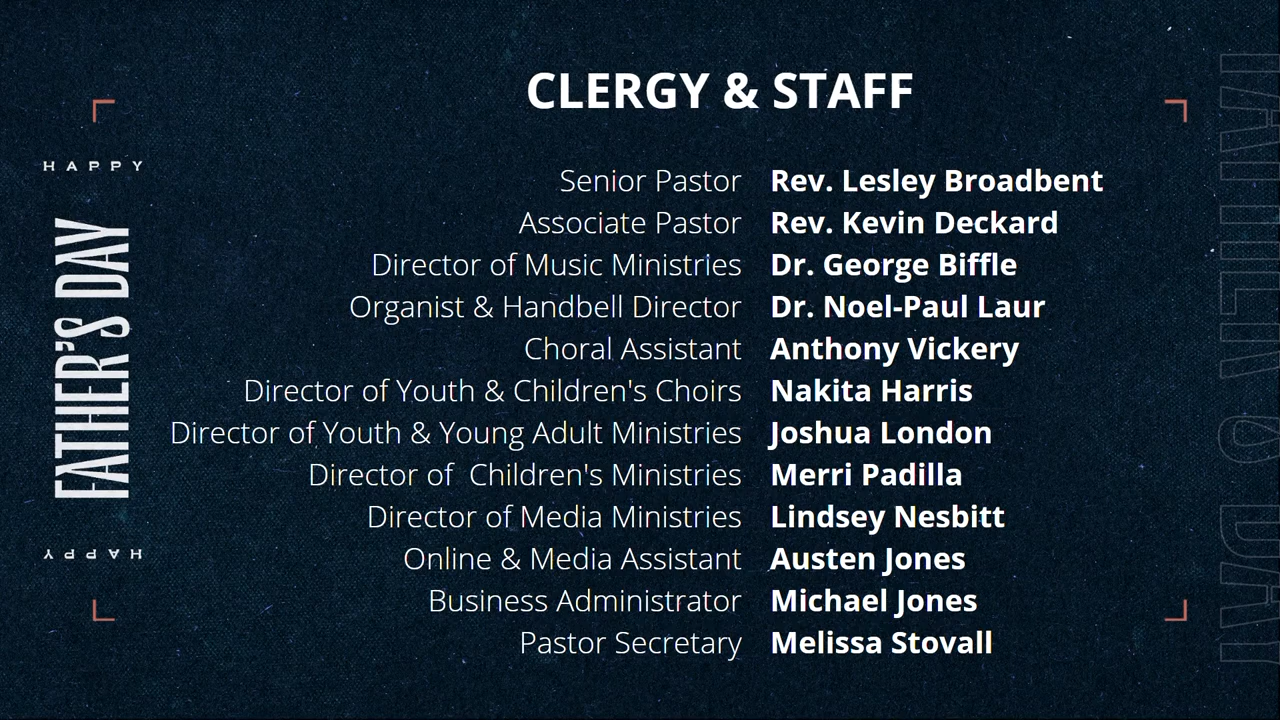 CLERGY & STAFF
HAPPY
FATHER'S DAY
HAPPY
Senior Pastor Rev. Lesley Broadbent
Associate Pastor Rev. Kevin Deckard
Director of Music Ministries Dr. George Biffle
Organist & Handbell Director Dr. Noel-Paul Laur
Choral Assistant Anthony Vickery
Director of Youth & Children's Choirs Nakita Harris
Director of Youth & Young Adult Ministries Joshua London
Director of  Children's Ministries Merri Padilla
Director of Media Ministries Lindsey Nesbitt
Online & Media Assistant Austen Jones
Business Administrator Michael Jones
Pastor Secretary Melissa Stovall
FATHER'S DAY